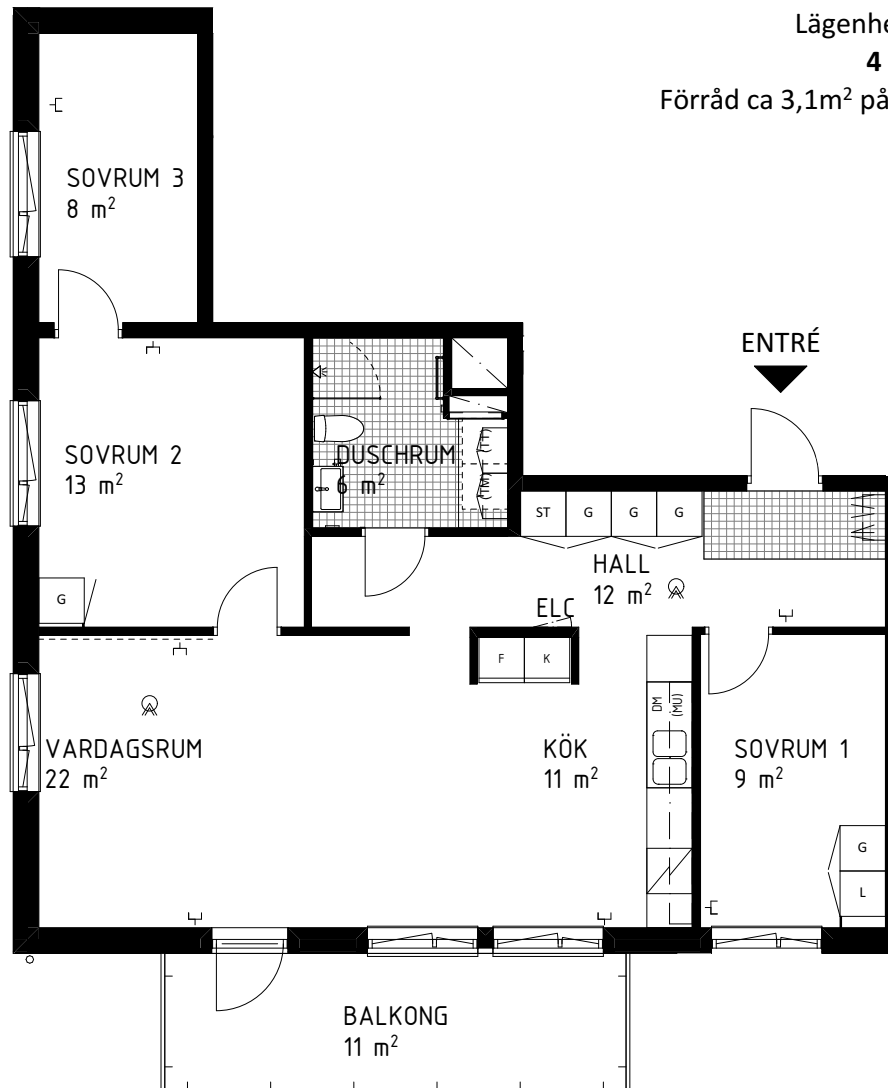 Lägenhe
4
Förråd ca 3,1m² på
SOVRUM 3
8 m²
ENTRÉ
SOVRUM 2
13 m²
DUSCHRUM
6 m²
(TT)
(TM)
ST
G
G
G
HALL
12 m²
G
ELC
F
K
DM
(MU)
VARDAGSRUM
22 m²
KÖK
11 m²
SOVRUM 1
9 m²
G
L
BALKONG
11 m²